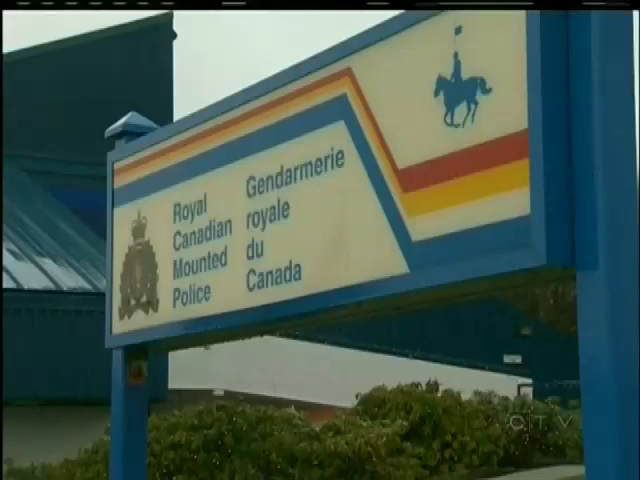 Royal
Canadian
Mounted
Police
Gendarmerie
royale
du
Canada
CTV